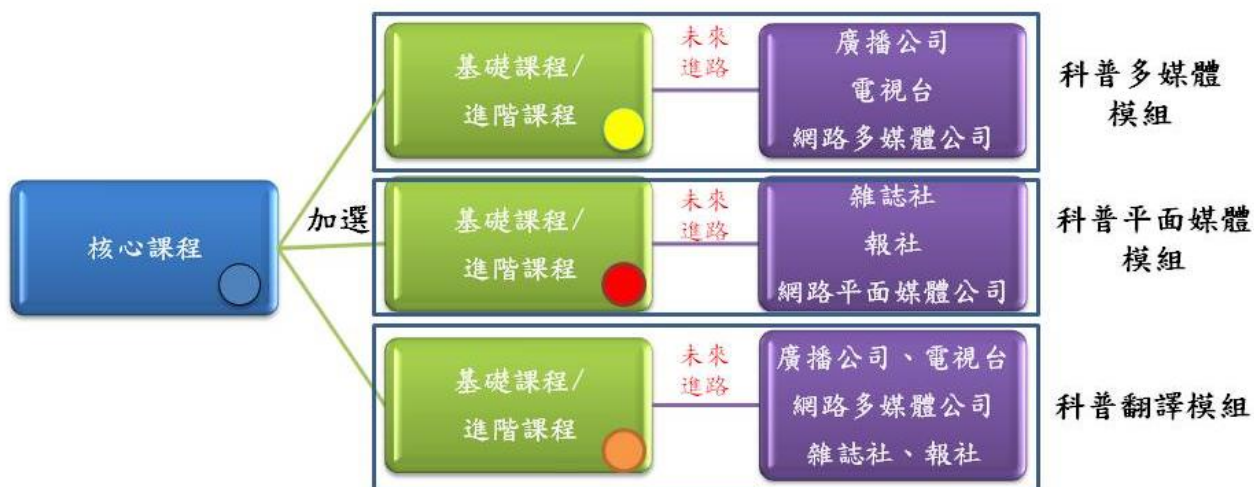 核心課程
加選
基礎課程/
進階課程
未來
進路
廣播公司
電視台
網路多媒體公司
科普多媒體
模組
基礎課程/
進階課程
未來
進路
雜誌社
報社
網路平面媒體公司
科普平面媒體
模組
基礎課程/
進階課程
未來
進路
廣播公司、電視台
網路多媒體公司
雜誌社、報社
科普翻譯模組